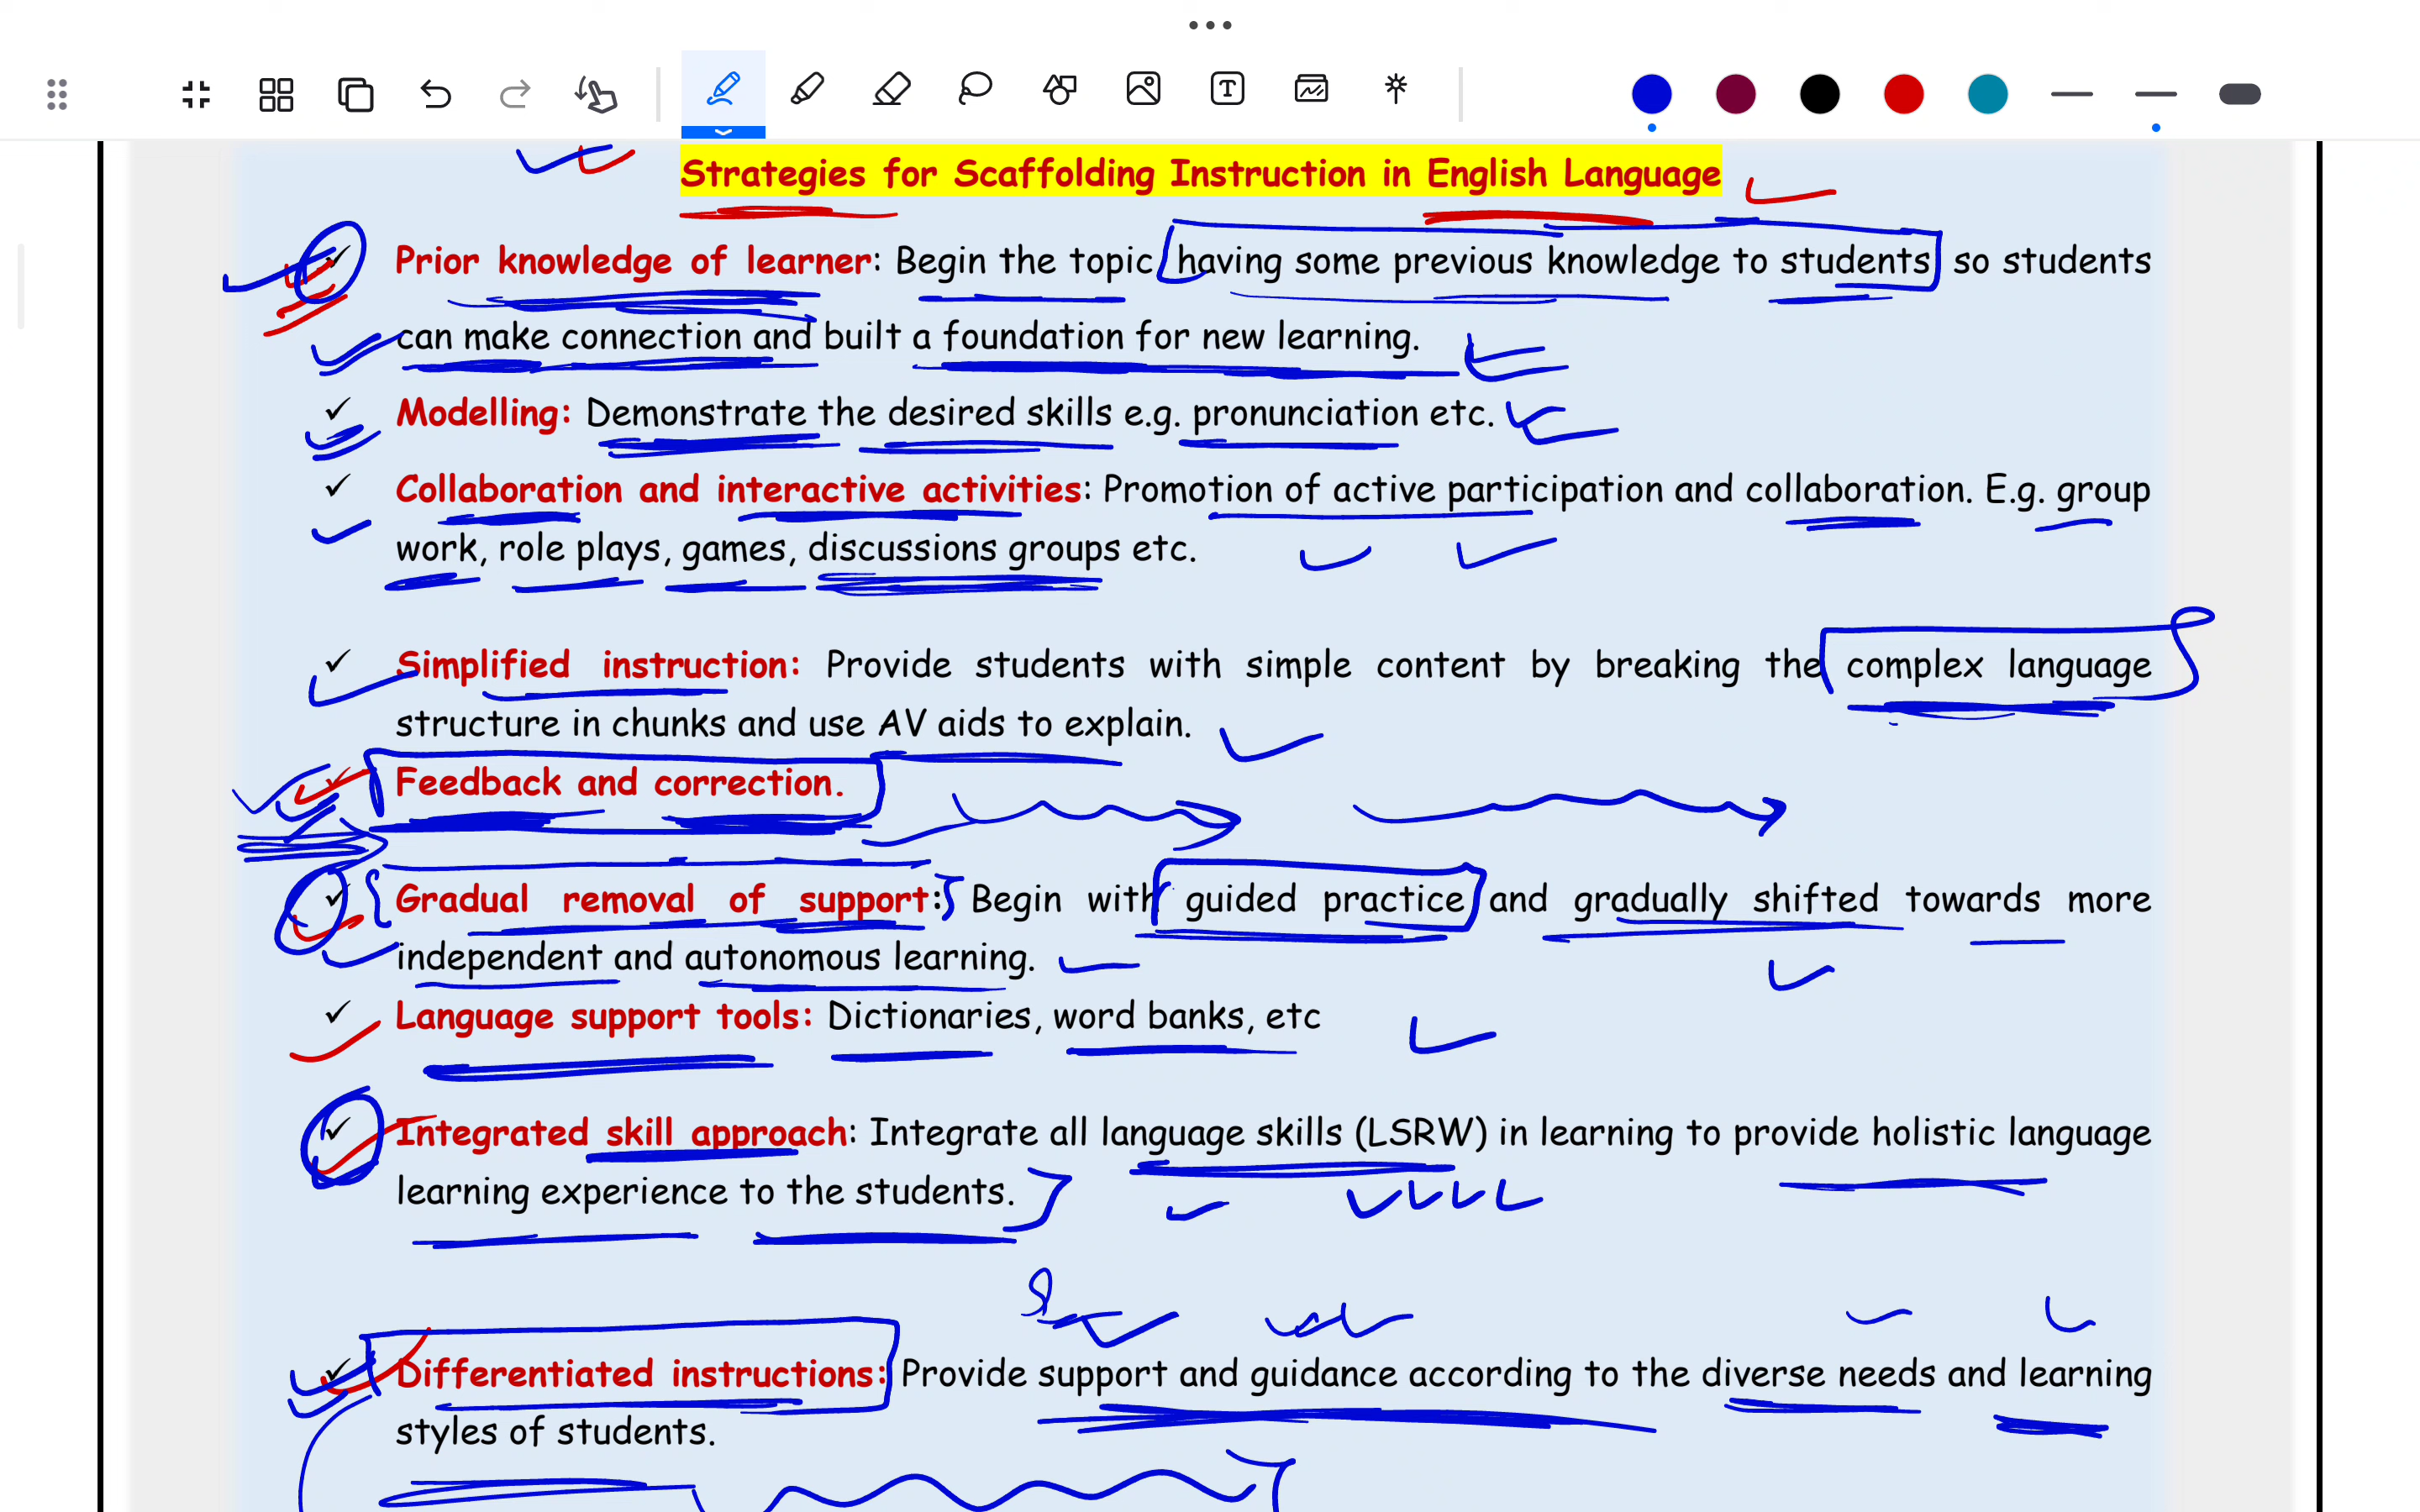 Strategies for Scaffolding Instruction in English Language
✓ Prior knowledge of learner: Begin the topic having some previous knowledge to students so students
can make connection and built a foundation for new learning.
✓ Modelling: Demonstrate the desired skills e.g. pronunciation etc.
✓ Collaboration and interactive activities: Promotion of active participation and collaboration. E.g. group
work, role plays, games, discussions groups etc.
✓ Simplified instruction: Provide students with simple content by breaking the complex language
structure in chunks and use AV aids to explain.
✓ Feedback and correction.
✓ Gradual removal of support: Begin with guided practice and gradually shifted towards more
independent and autonomous learning.
✓ Language support tools: Dictionaries, word banks, etc
✓ Integrated skill approach: Integrate all language skills (LSRW) in learning to provide holistic language
learning experience to the students.
✓ Differentiated instructions: Provide support and guidance according to the diverse needs and learning
styles of students.